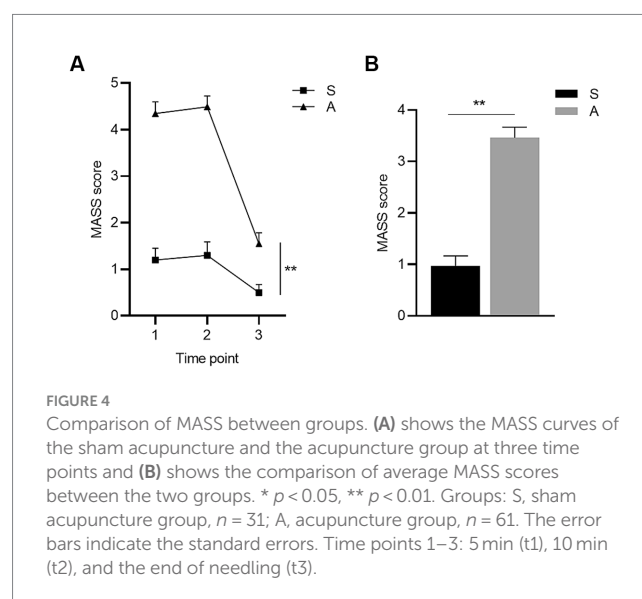 A
S
A
5
4
3
2
1
0
MASS score
**
1 2 3
Time point
B
S
A
**
4
3
2
1
0
MASS score
FIGURE 4
Comparison of MASS between groups. (A) shows the MASS curves of
the sham acupuncture and the acupuncture group at three time
points and (B) shows the comparison of average MASS scores
between the two groups. * p < 0.05, ** p < 0.01. Groups: S, sham
acupuncture group, n = 31; A, acupuncture group, n = 61. The error
bars indicate the standard errors. Time points 1–3: 5 min (t1), 10 min
(t2), and the end of needling (t3).